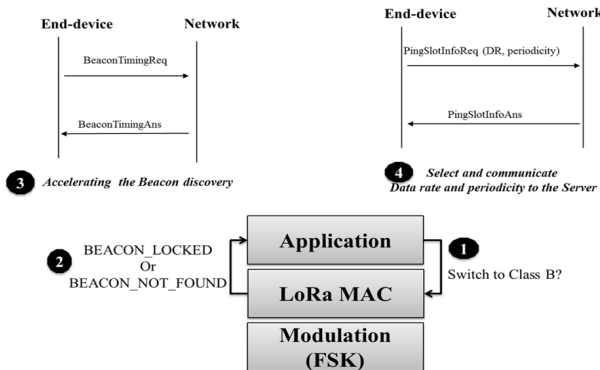 End-device Network
BeaconTimingReq
BeaconTimingAns
3 Accelerating the Beacon discovery
End-device Network
PingSlotInfoReq (DR, periodicity)
PingSlotInfoAns
4 Select and communicate
Data rate and periodicity to the Server
2 BEACON_LOCKED
Or
BEACON_NOT_FOUND
Application
LoRa MAC
Modulation
(FSK)
1
Switch to Class B?